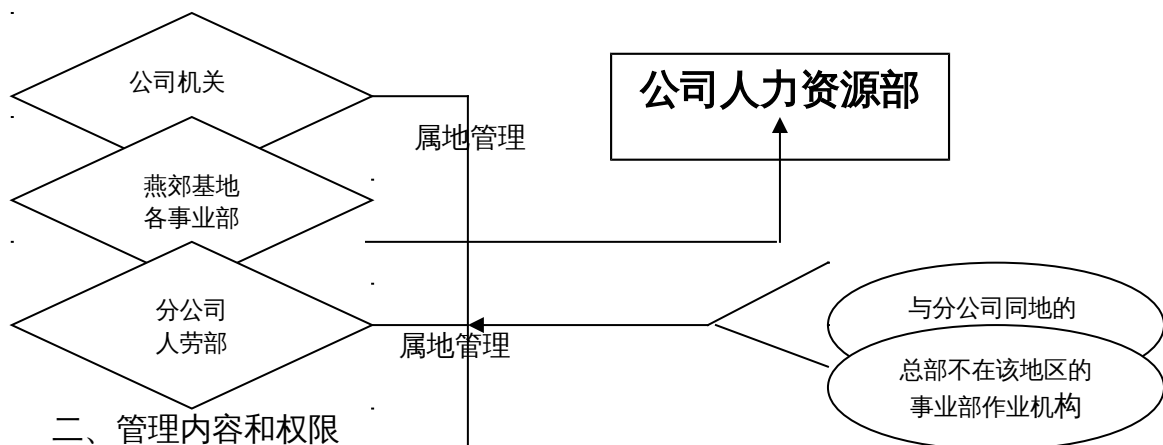 公司机关
公司人力资源部
属地管理
燕郊基地
各事业部
分公司
人劳部
与分公司同地的
属地管理
总部不在该地区的
事业部作业机构
二、管理内容和权限